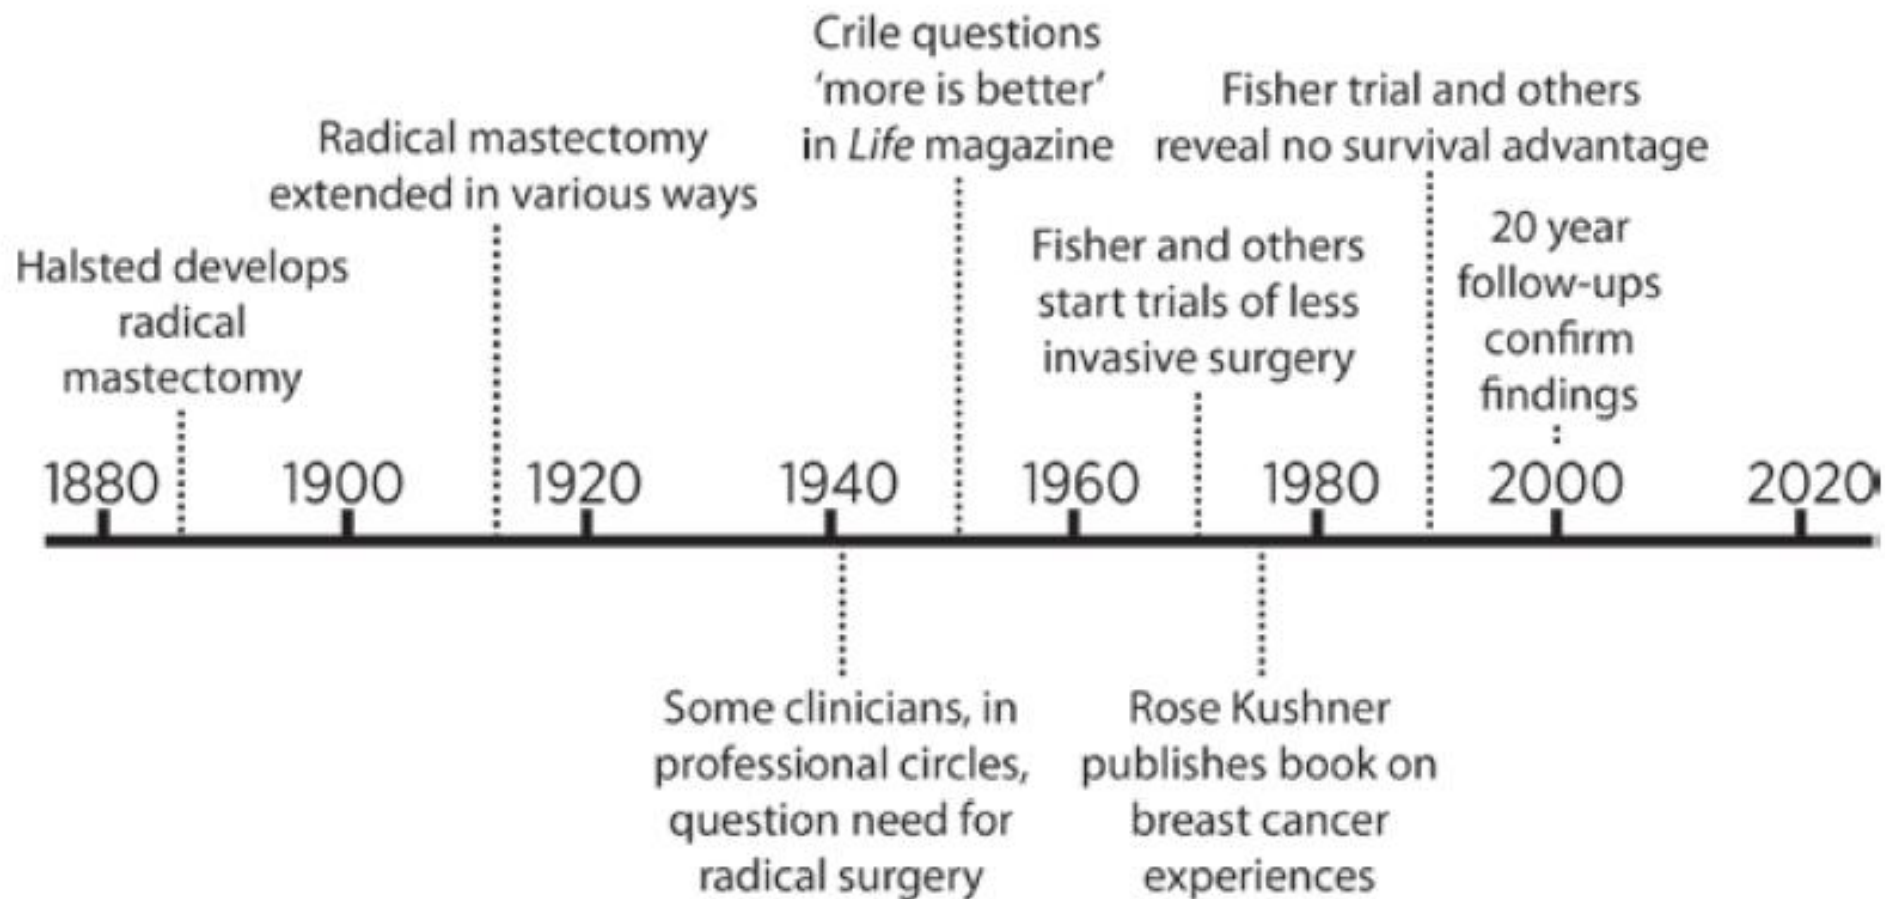 Crile questions
‘more is better’
in Life magazine
Fisher trial and others
reveal no survival advantage
Radical mastectomy
extended in various ways
Halsted develops
radical
mastectomy
Fisher and others
start trials of less
invasive surgery
20 year
follow-ups
confirm
findings
1880 1900 1920 1940 1960 1980 2000 2020
Some clinicians, in
professional circles,
question need for
radical surgery
Rose Kushner
publishes book on
breast cancer
experiences